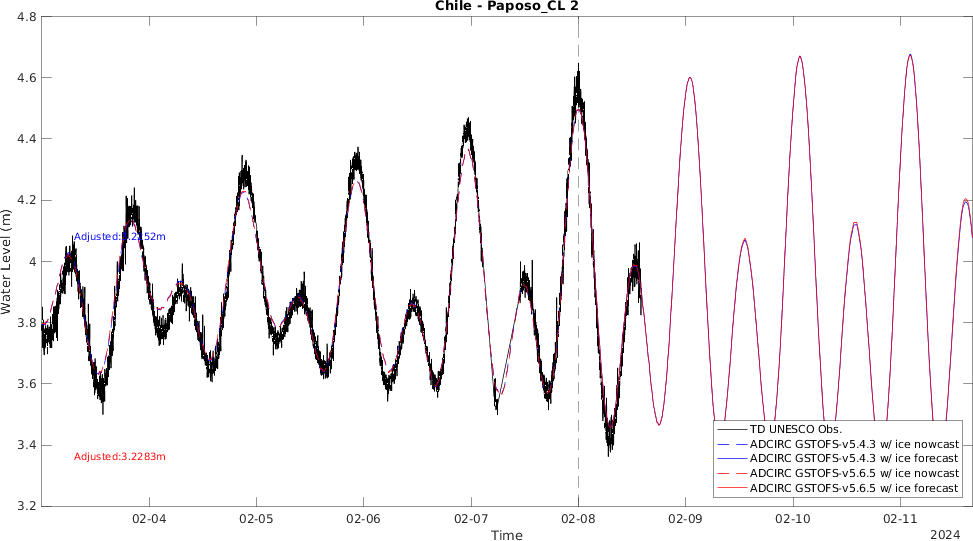 Chile - Paposo_CL 2
Water Level (m)
4.8
4.6
4.4
4.2
4
3.8
3.6
3.4
3.2
Adjusted:3.2283m
TD UNESCO Obs.
ADCIRC GSTOFS-v5.4.3 w/ ice nowcast
ADCIRC GSTOFS-v5.4.3 w/ ice forecast
ADCIRC GSTOFS-v5.6.5 w/ ice nowcast
ADCIRC GSTOFS-v5.6.5 w/ ice forecast
02-04
02-05
02-06
02-07
02-08
02-09
02-10
02-11
Time
2024